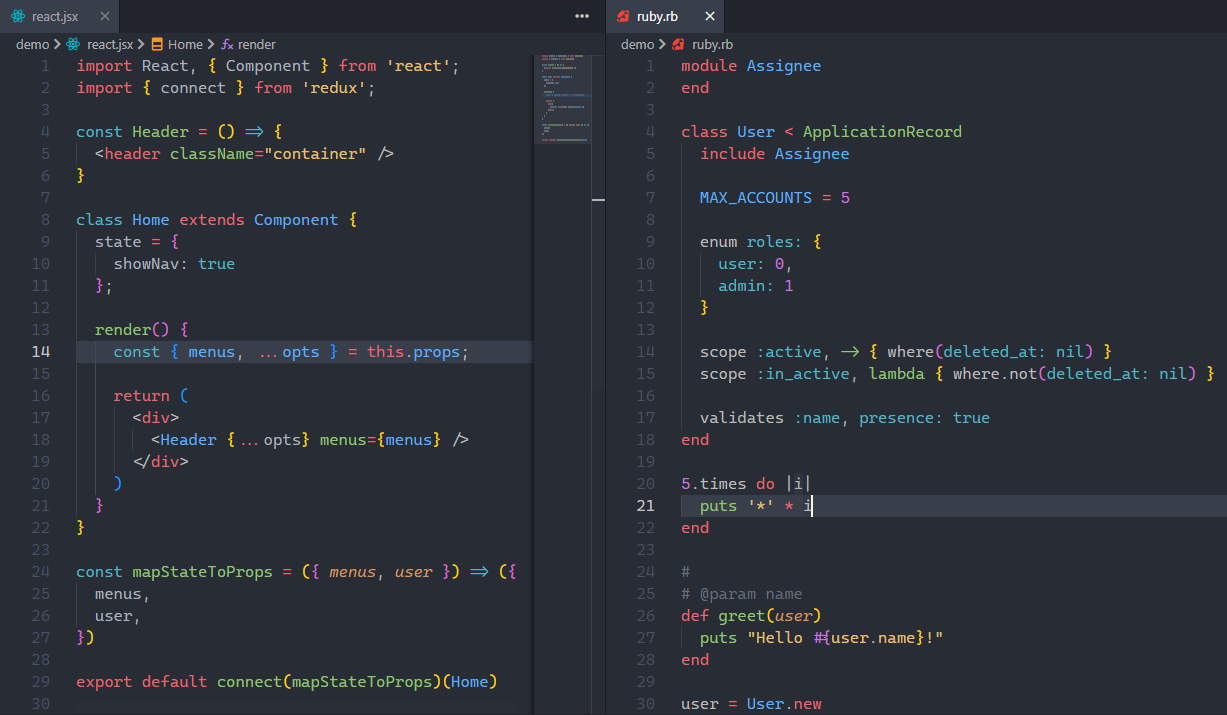 react.jsx
demo > react.jsx > Home > render
1 import React, { Component } from 'react';
2 import { connect } from 'redux';
3
4 const Header = () => {
5 <header className="container" />
6 }
7
8 class Home extends Component {
9 state = {
10 showNav: true
11 };
12
13 render() {
14 const { menus, ...opts } = this.props;
15
16 return (
17 <div>
18 <Header {...opts} menus={menus} />
19 </div>
20 )
21 }
22 }
23
24 const mapStateToProps = ({ menus, user }) => ({
25 menus,
26 user,
27 })
28
29 export default connect(mapStateToProps)(Home)
30
ruby.rb
demo > ruby.rb
1 module Assignee
2 end
3
4 class User < ApplicationRecord
5 include Assignee
6
7 MAX_ACCOUNTS = 5
8
9 enum roles: {
10 user: 0,
11 admin: 1
12 }
13
14 scope :active, -> { where(deleted_at: nil) }
15 scope :in_active, lambda { where.not(deleted_at: nil) }
16
17 validates :name, presence: true
18 end
19
20 5.times do |i|
21 puts '*' * i
22 end
23
24 #
25 # @param name
26 def greet(user)
27 puts "Hello #{user.name}!"
28 end
29
30 user = User.new